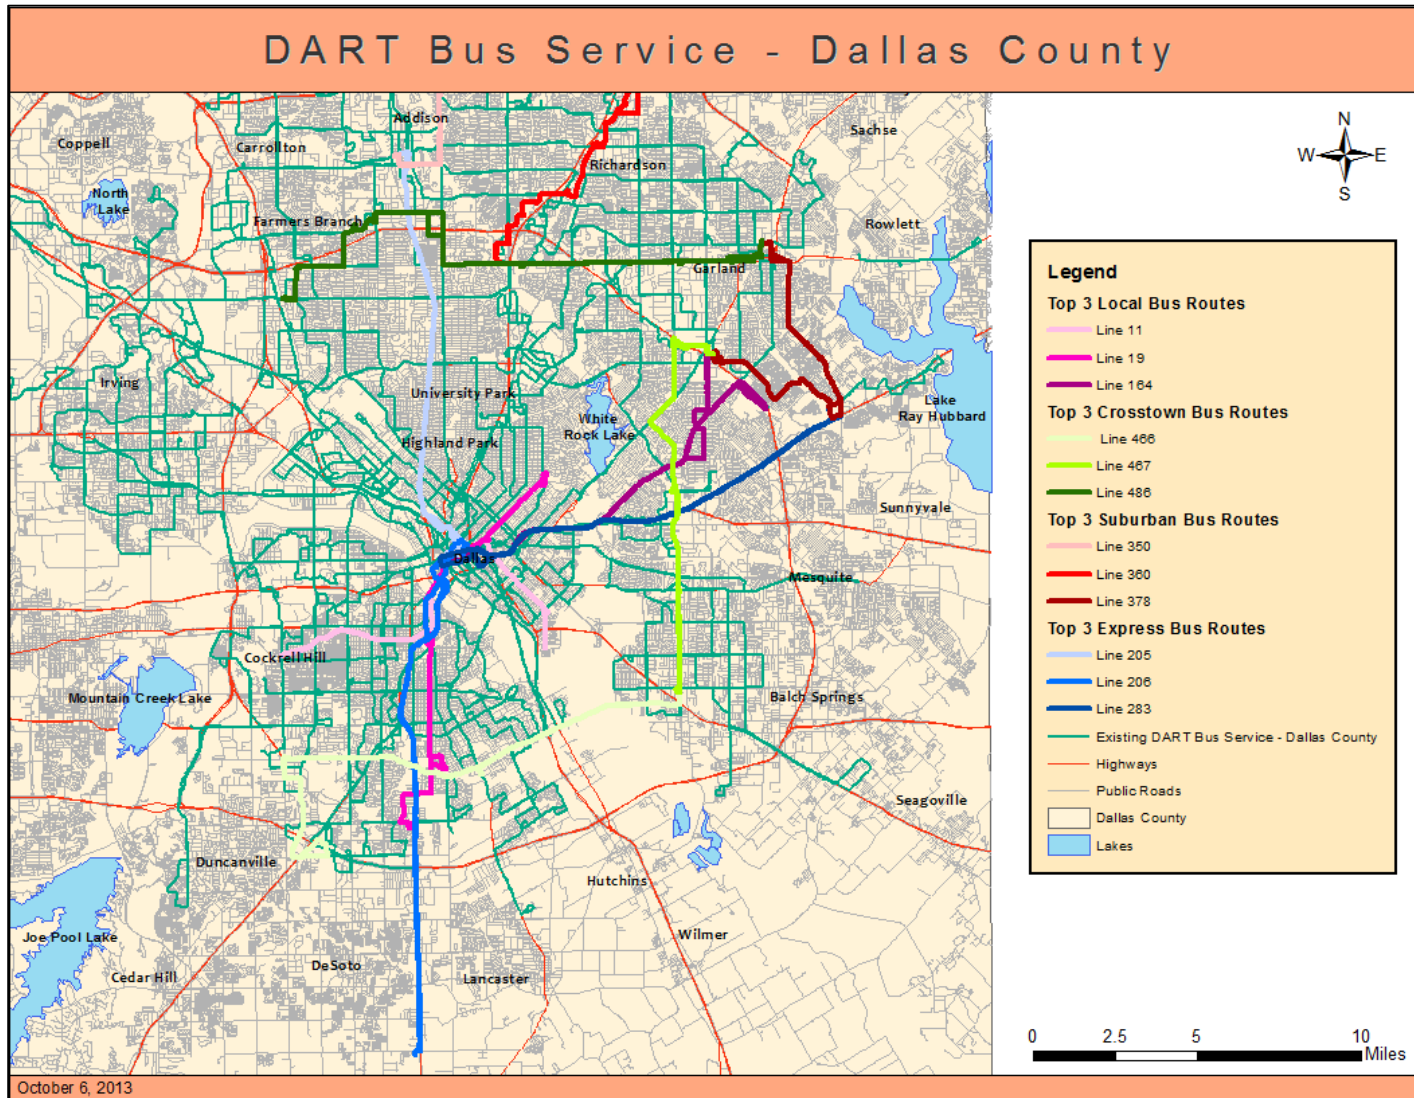 DART Bus Service - Dallas County
Addison
Coppell
Carrollton
Sachse
Richardson
North
Lake
Farmers Branch
Rowlett
Garland
Irving
University Park
Lake
Ray Hubbard
White
Rock Lake
Highland Park
Sunnyvale
Dallas
Mesquite
Cockrell Hill
Mountain Creek Lake
Balch Springs
Seagoville
Duncanville
Hutchins
Joe Pool Lake
Wilmer
Cedar Hill
DeSoto
Lancaster
N
W E
S
Legend
Top 3 Local Bus Routes
Line 11
Line 19
Line 164
Top 3 Crosstown Bus Routes
Line 466
Line 467
Line 486
Top 3 Suburban Bus Routes
Line 350
Line 360
Line 378
Top 3 Express Bus Routes
Line 205
Line 206
Line 283
Existing DART Bus Service - Dallas County
Highways
Public Roads
Dallas County
Lakes
0 2.5 5 10
Miles
October 6, 2013